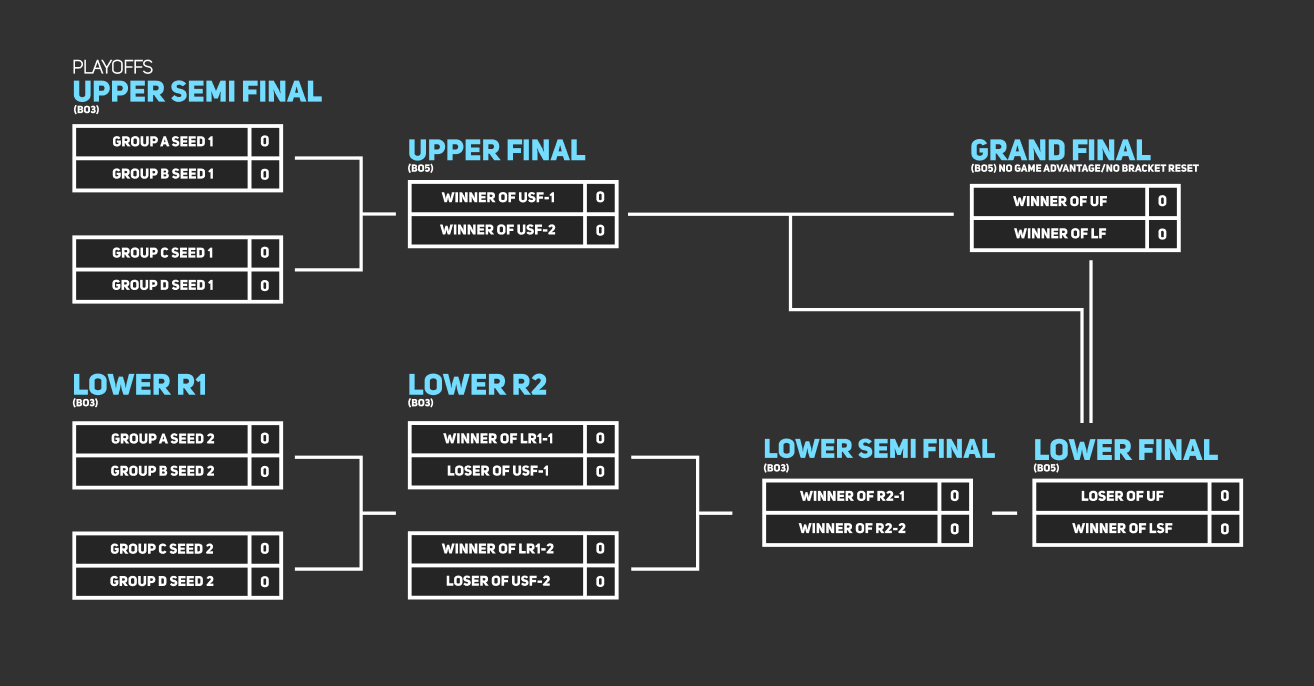 PLAYOFFS
UPPER SEMI FINAL
(BO3)
GROUP A SEED 1 0
GROUP B SEED 1 0
GROUP C SEED 1 0
GROUP D SEED 1 0
UPPER FINAL
(BO5)
WINNER OF USF-1 0
WINNER OF USF-2 0
GRAND FINAL
(BO5) NO GAME ADVANTAGE/NO BRACKET RESET
WINNER OF UF 0
WINNER OF LF 0
LOWER R1
(BO3)
GROUP A SEED 2 0
GROUP B SEED 2 0
GROUP C SEED 2 0
GROUP D SEED 2 0
LOWER R2
(BO3)
WINNER OF LR1-1 0
LOSER OF USF-1 0
WINNER OF LR1-2 0
LOSER OF USF-2 0
LOWER SEMI FINAL
(BO3)
WINNER OF R2-1 0
WINNER OF R2-2 0
LOWER FINAL
(BO5)
LOSER OF UF 0
WINNER OF LSF 0